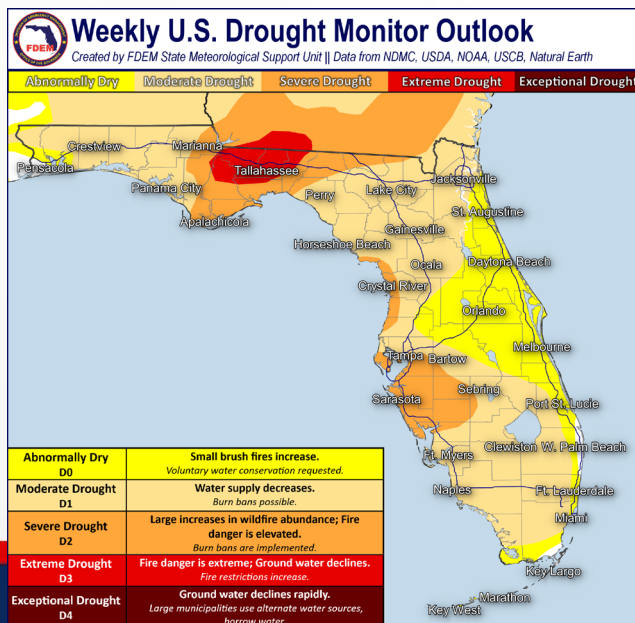 Weekly U.S. Drought Monitor Outlook
FDEM
Created by FDEM State Meteorological Support Unit || Data from NDMC, USDA, NOAA, USCB, Natural Earth
Abnormally Dry Moderate Drought Severe Drought Extreme Drought Exceptional Drought
Crestview
Marianna
Pensacola
Tallahassee
Panama City
Perry
Lake City
Jacksonville
Apalachicola
St. Augustine
Gainesville
Horseshoe Beach
Ocala
Daytona Beach
Crystal River
Orlando
Tampa
Bartow
Melbourne
Sarasota
Sebring
Port St. Lucie
Ft. Myers
Clewiston
W. Palm Beach
Naples
Ft. Lauderdale
Miami
Key Largo
Marathon
Key West
Abnormally Dry
D0
Small brush fires increase.
Voluntary water conservation requested.
Moderate Drought
D1
Water supply decreases.
Burn bans possible.
Severe Drought
D2
Large increases in wildfire abundance; Fire
danger is elevated.
Burn bans are implemented.
Extreme Drought
D3
Fire danger is extreme; Ground water declines.
Fire restrictions increase.
Exceptional Drought
D4
Ground water declines rapidly.
Large municipalities use alternate water sources,
borrow water